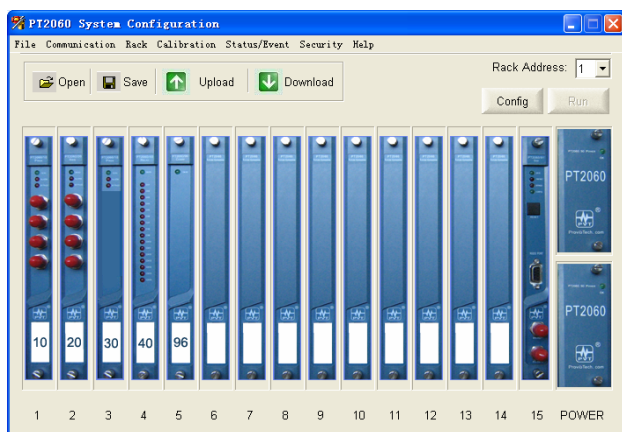 PT2060 System Configuration
File Communication Rack Calibration Status/Event Security Help
Open Save Upload Download
Rack Address: 1
Config Run
PT2060
10 20 30 40 96
PT2060
1 2 3 4 5 6 7 8 9 10 11 12 13 14 15 POWER